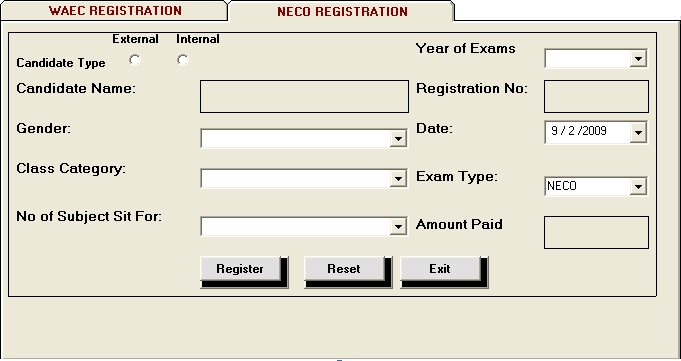 WAEC REGISTRATION
NECO REGISTRATION
External Internal
Candidate Type
Year of Exams
Candidate Name:
Registration No:
Gender:
Date:
9 / 2 /2009
Class Category:
Exam Type:
NECO
No of Subject Sit For:
Amount Paid
Register
Reset
Exit